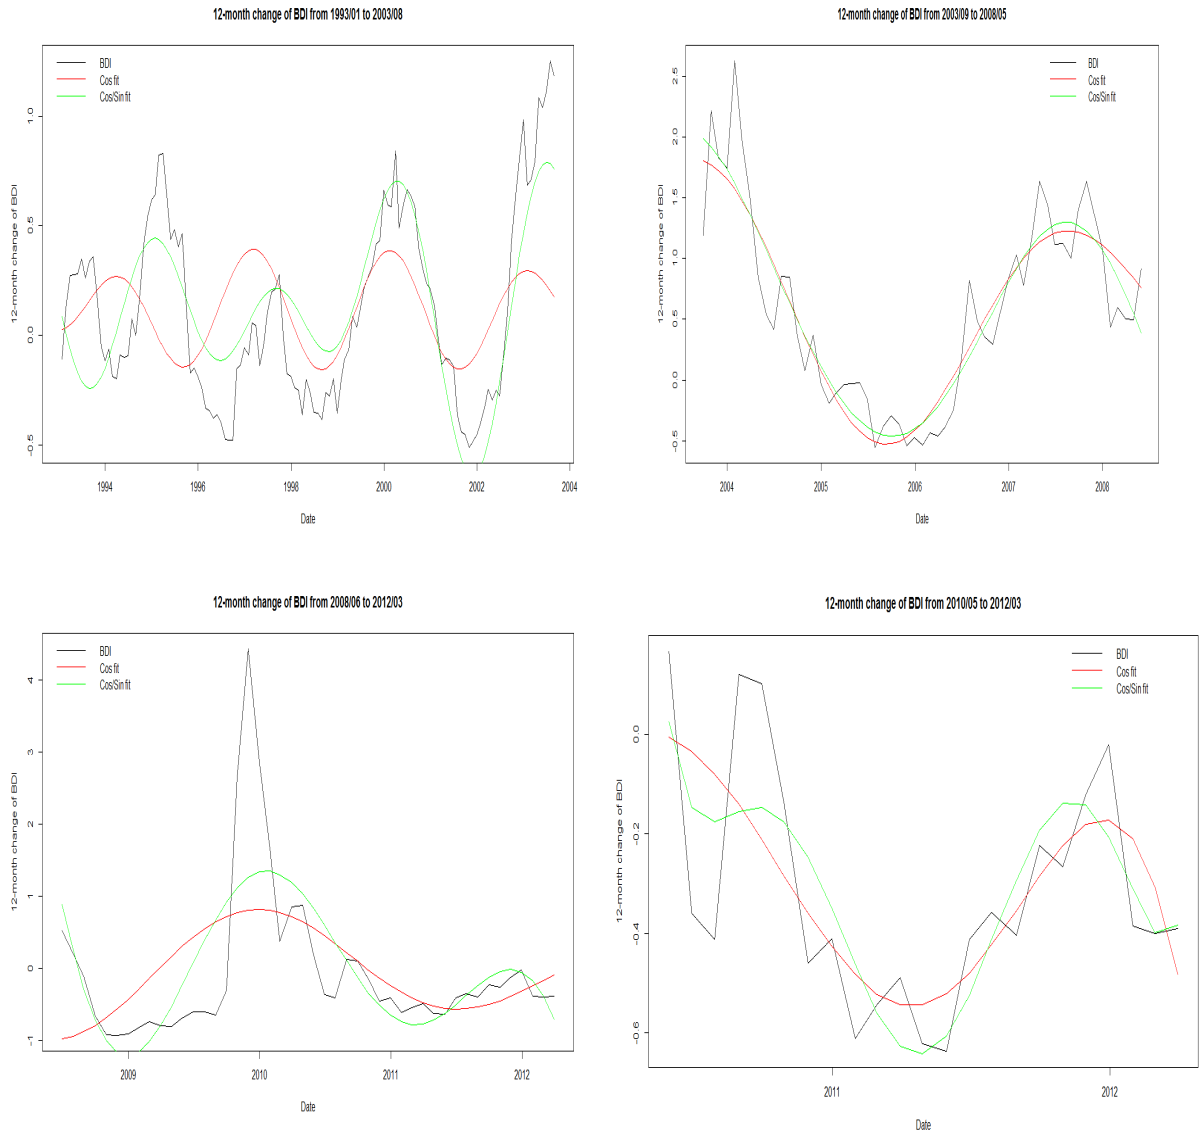 12-month change of BDI from 1993/01 to 2003/08
12-month change of BDI
1.0
0.5
0.0
-0.5
BDI
Cos fit
Cos/Sin fit
1994 1996 1998 2000 2002 2004
Date
12-month change of BDI from 2003/09 to 2008/05
12-month change of BDI
2.5
2.0
1.5
1.0
0.5
0.0
-0.5
BDI
Cos fit
Cos/Sin fit
2004 2005 2006 2007 2008
Date
12-month change of BDI from 2008/06 to 2012/03
12-month change of BDI
4
3
2
1
0
-1
BDI
Cos fit
Cos/Sin fit
2009 2010 2011 2012
Date
12-month change of BDI from 2010/05 to 2012/03
12-month change of BDI
0.0
-0.2
-0.4
-0.6
BDI
Cos fit
Cos/Sin fit
2011 2012
Date